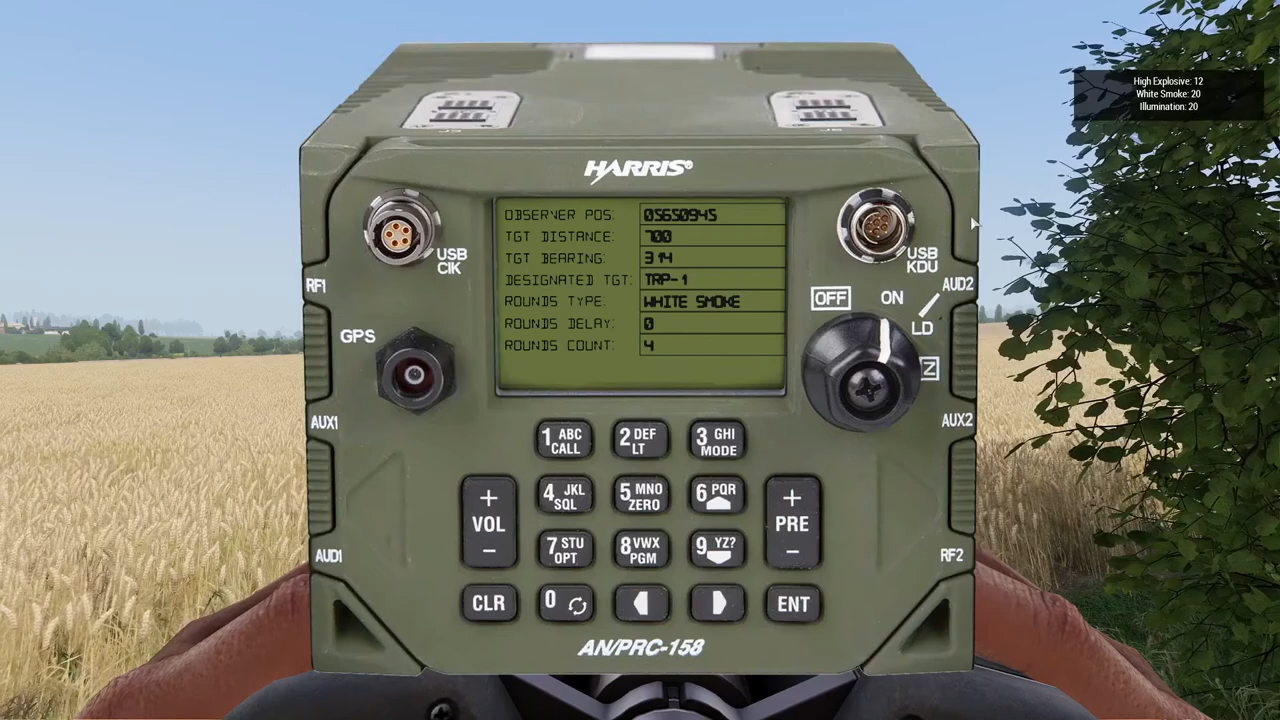 High Explosive: 12
White Smoke: 20
Illumination: 20
J3
J6
HARRIS®
OBSERVER POS: 05650945
TGT DISTANCE: 700
TGT BEARING: 314
DESIGNATED TGT: TRP-1
ROUNDS TYPE: WHITE SMOKE
ROUNDS DELAY: 0
ROUNDS COUNT: 4
USB
CIK
USB
KDU
RF1
AUD2
OFF
ON
LD
Z
GPS
AUX1
AUX2
1 ABC CALL
2 DEF LT
3 GHI MODE
4 JKL SQL
5 MNO ZERO
6 PQR
+ VOL −
+ PRE −
7 STU OPT
8 VWX PGM
9 YZ?
AUD1
RF2
CLR
0
ENT
AN/PRC-158